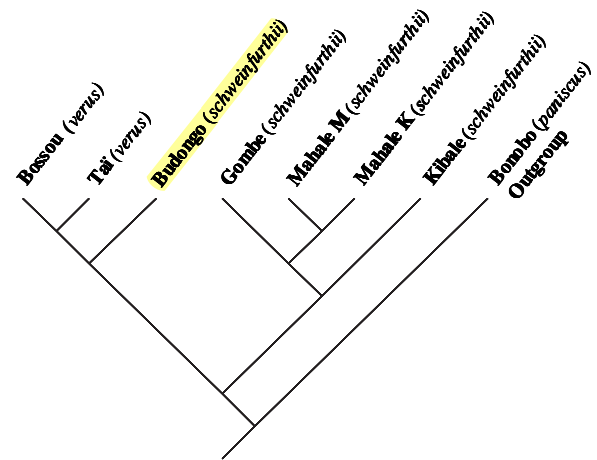 Bossou (verus)
Taï (verus)
Budongo (schweinfurthii)
Gombe (schweinfurthii)
Mahale M (schweinfurthii)
Mahale K (schweinfurthii)
Kibale (schweinfurthii)
Bonobo (paniscus)
Outgroup